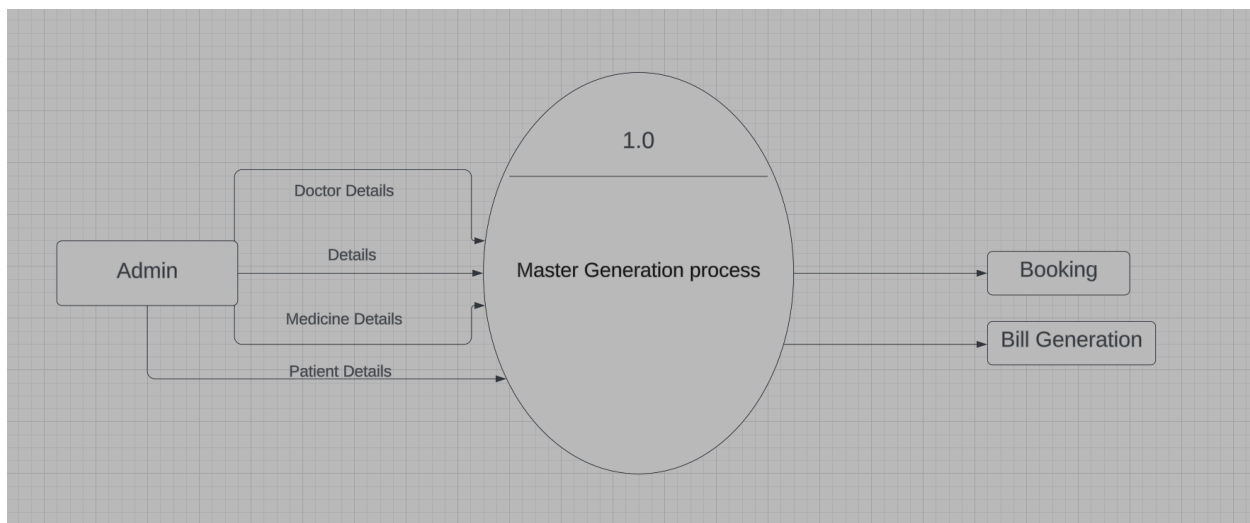 1.0
Doctor Details
Details
Admin
Master Generation process
Booking
Medicine Details
Bill Generation
Patient Details